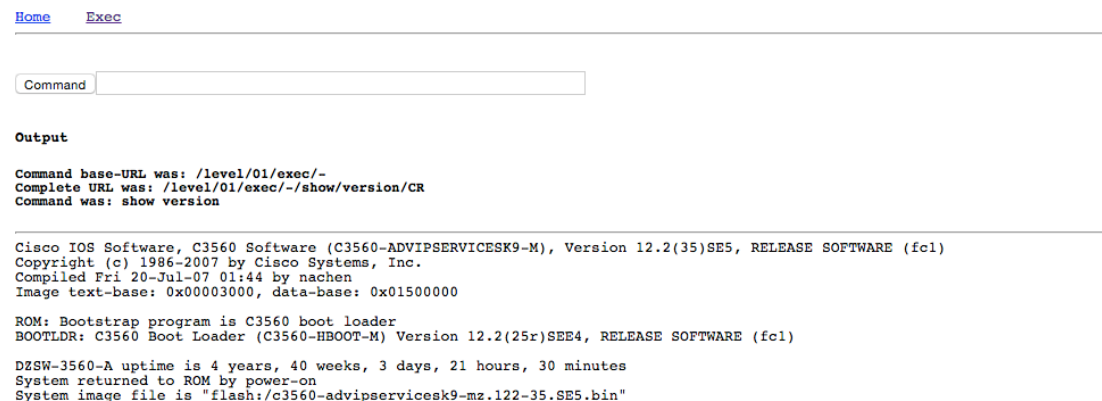 Home Exec
Command
Output
Command base-URL was: /level/01/exec/-
Complete URL was: /level/01/exec/-/show/version/CR
Command was: show version
Cisco IOS Software, C3560 Software (C3560-ADVIPSERVICESK9-M), Version 12.2(35)SE5, RELEASE SOFTWARE (fc1)
Copyright (c) 1986-2007 by Cisco Systems, Inc.
Compiled Fri 20-Jul-07 01:44 by nachen
Image text-base: 0x00003000, data-base: 0x01500000
ROM: Bootstrap program is C3560 boot loader
BOOTLDR: C3560 Boot Loader (C3560-HBOOT-M) Version 12.2(25r)SEE4, RELEASE SOFTWARE (fc1)
DZSW-3560-A uptime is 4 years, 40 weeks, 3 days, 21 hours, 30 minutes
System returned to ROM by power-on
System image file is "flash:/c3560-advipservicesk9-mz.122-35.SE5.bin"